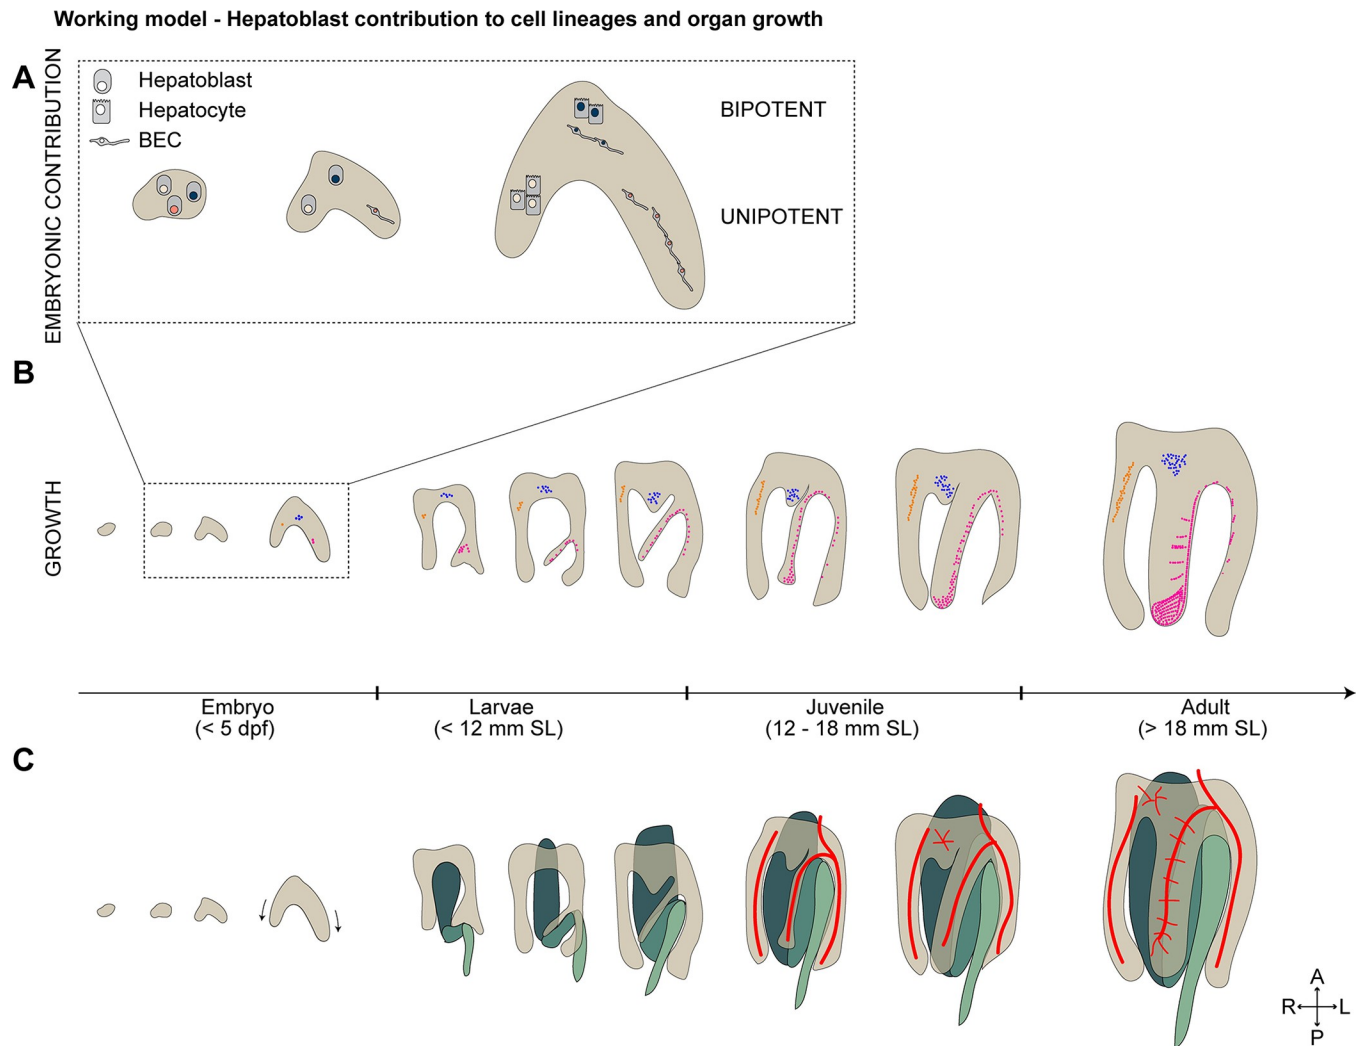 Working model - Hepatoblast contribution to cell lineages and organ growth
A
EMBRYONIC CONTRIBUTION
Hepatoblast
Hepatocyte
BEC
BIPOTENT
UNIPOTENT
B
GROWTH
Embryo
(< 5 dpf)
Larvae
(< 12 mm SL)
Juvenile
(12 - 18 mm SL)
Adult
(> 18 mm SL)
C
A
R L
P